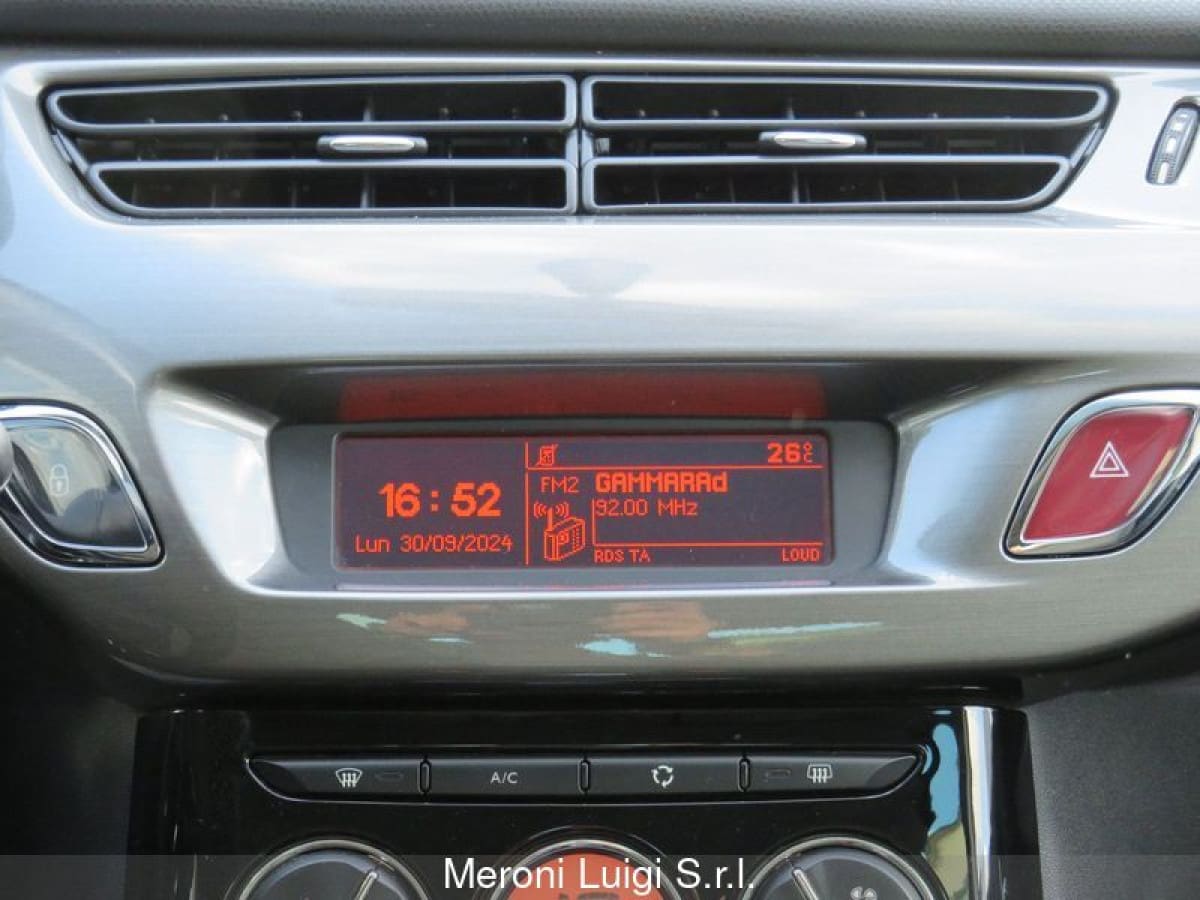 16:52
Lun 30/09/2024
26°C
FM2 GAMMARAd
92.00 MHz
RDS TA LOUD
A/C
Meroni Luigi S.r.l.